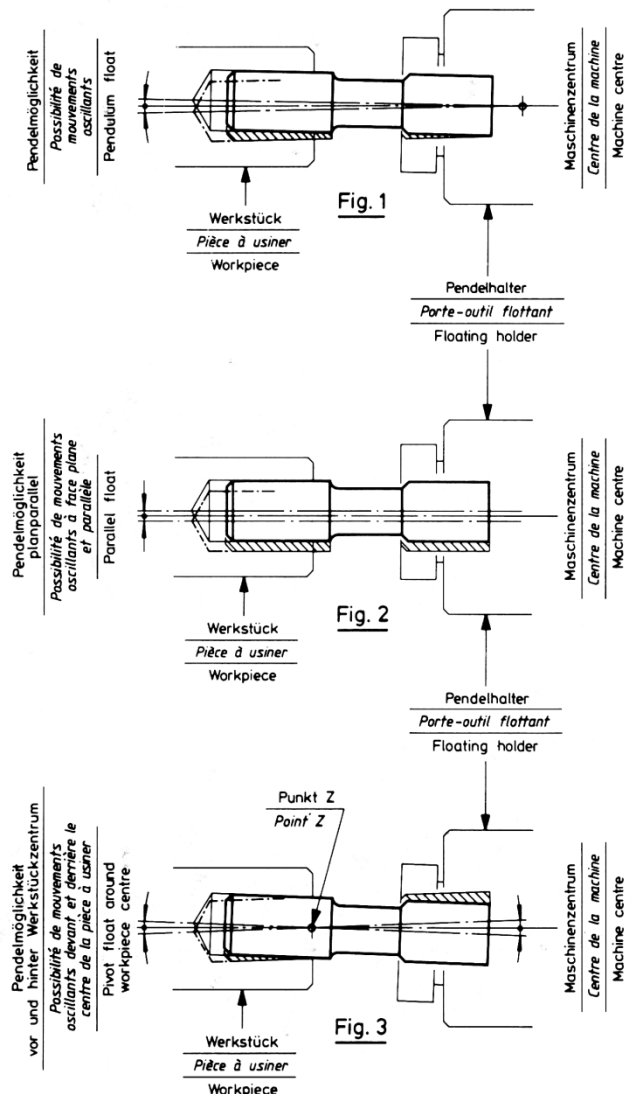 Pendelmöglichkeit
Possibilité de
mouvements
oscillants
Pendulum float
Werkstück
Pièce à usiner
Workpiece
Fig. 1
Maschinenzentrum
Centre de la machine
Machine centre
Pendelhalter
Porte-outil flottant
Floating holder
Pendelmöglichkeit
planparallel
Possibilité de mouvements
oscillants à face plane
et parallèle
Parallel float
Werkstück
Pièce à usiner
Workpiece
Fig. 2
Maschinenzentrum
Centre de la machine
Machine centre
Pendelhalter
Porte-outil flottant
Floating holder
Pendelmöglichkeit
vor und hinter Werkstückzentrum
Possibilité de mouvements
oscillants devant et derrière le
centre de la pièce à usiner
Pivot float around
workpiece centre
Punkt Z
Point Z
Werkstück
Pièce à usiner
Workpiece
Fig. 3
Maschinenzentrum
Centre de la machine
Machine centre